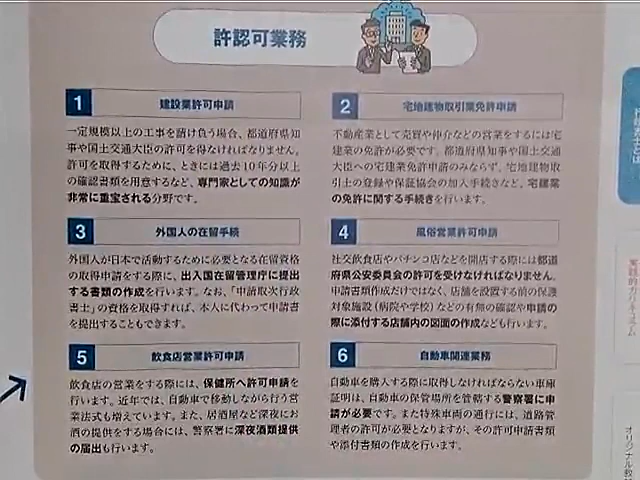 許認可業務
1 建設業許可申請
一定規模以上の工事を請け負う場合、都道府県知
事や国土交通大臣の許可を得なければなりません。
許可を取得するために、ときには過去10年分以上
の確認書類を用意するなど、専門家としての知識が
非常に重宝される分野です。
2 宅地建物取引業免許申請
不動産業として売買や仲介などの営業をするには宅
建業の免許が必要です。都道府県知事や国土交通大
臣への宅建業免許申請のみならず、宅地建物取
引士の登録や保証協会の加入手続きなど、宅建業
の免許に関する手続きを行います。
3 外国人の在留手続
外国人が日本で活動するために必要となる在留資格
の取得申請をする際に、出入国在留管理庁に提出
する書類の作成を行います。なお、「申請取次行政
書士」の資格を取得すれば、本人に代わって申請書
を提出することもできます。
4 風俗営業許可申請
社交飲食店やパチンコ店などを開店する際には都道
府県公安委員会の許可を受けなければなりません。
申請書類作成だけではなく、店舗を設置する前の保護
対象施設（病院や学校）などの有無の確認や申請の
際に添付する店舗内の図面の作成なども行います。
5 飲食店営業許可申請
飲食店の営業をする際には、保健所へ許可申請を
行います。近年では、自動車で移動しながら行う営
業法式も増えています。また、居酒屋など深夜にお
酒の提供をする場合には、警察署に深夜酒類提供
の届出も行います。
6 自動車関連業務
自動車を購入する際に取得しなければならない車庫
証明は、自動車の保管場所を管轄する警察署に申
請が必要です。また特殊車両の通行には、道路管
理者の許可が必要となりますが、その許可申請書類
や添付書類の作成を行います。
実践的カリキュラム
オリジナル教材